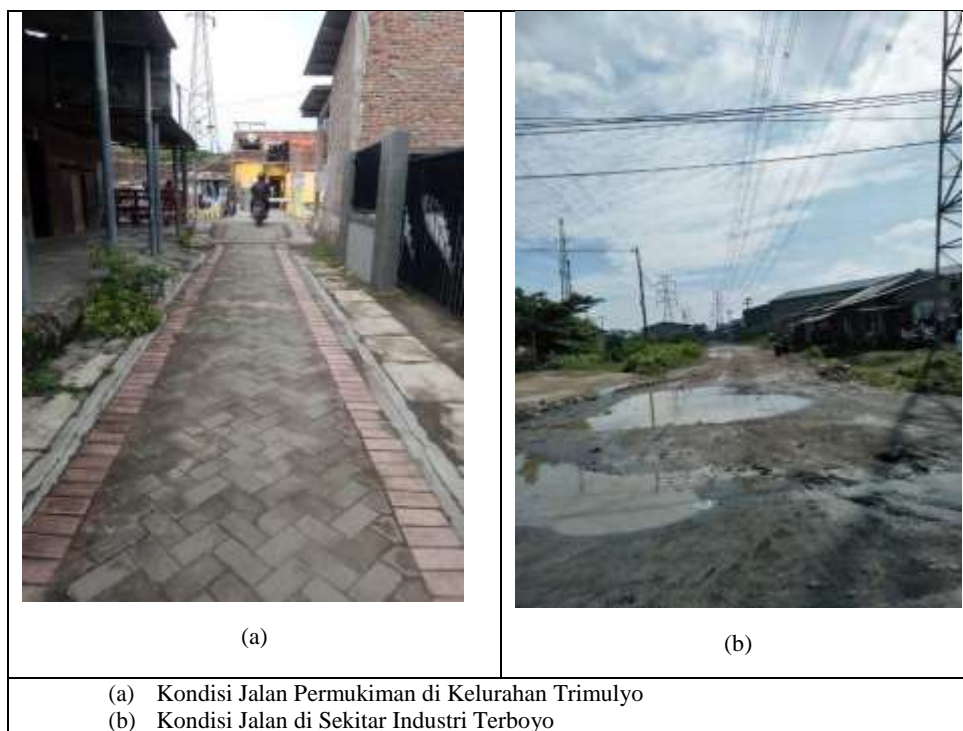 (a)
(b)
(a) Kondisi Jalan Permukiman di Kelurahan Trimulyo
(b) Kondisi Jalan di Sekitar Industri Terboyo